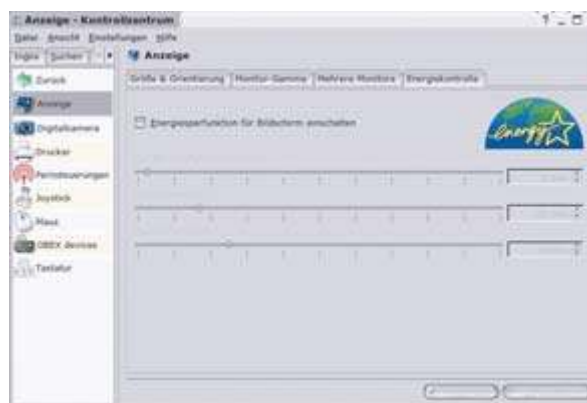 Anzeige - Kontrollzentrum
Datei Ansicht Einstellungen Hilfe
Index Suchen
Anzeige
Zurück
Größe & Orientierung Monitor-Gamma Mehrere Monitore Energiekontrolle
Anzeige
Digitalkamera
Energiesparfunktion für Bildschirm einschalten
energy
Drucker
Fernsteuerungen
Joystick
Maus
OBEX devices
Tastatur